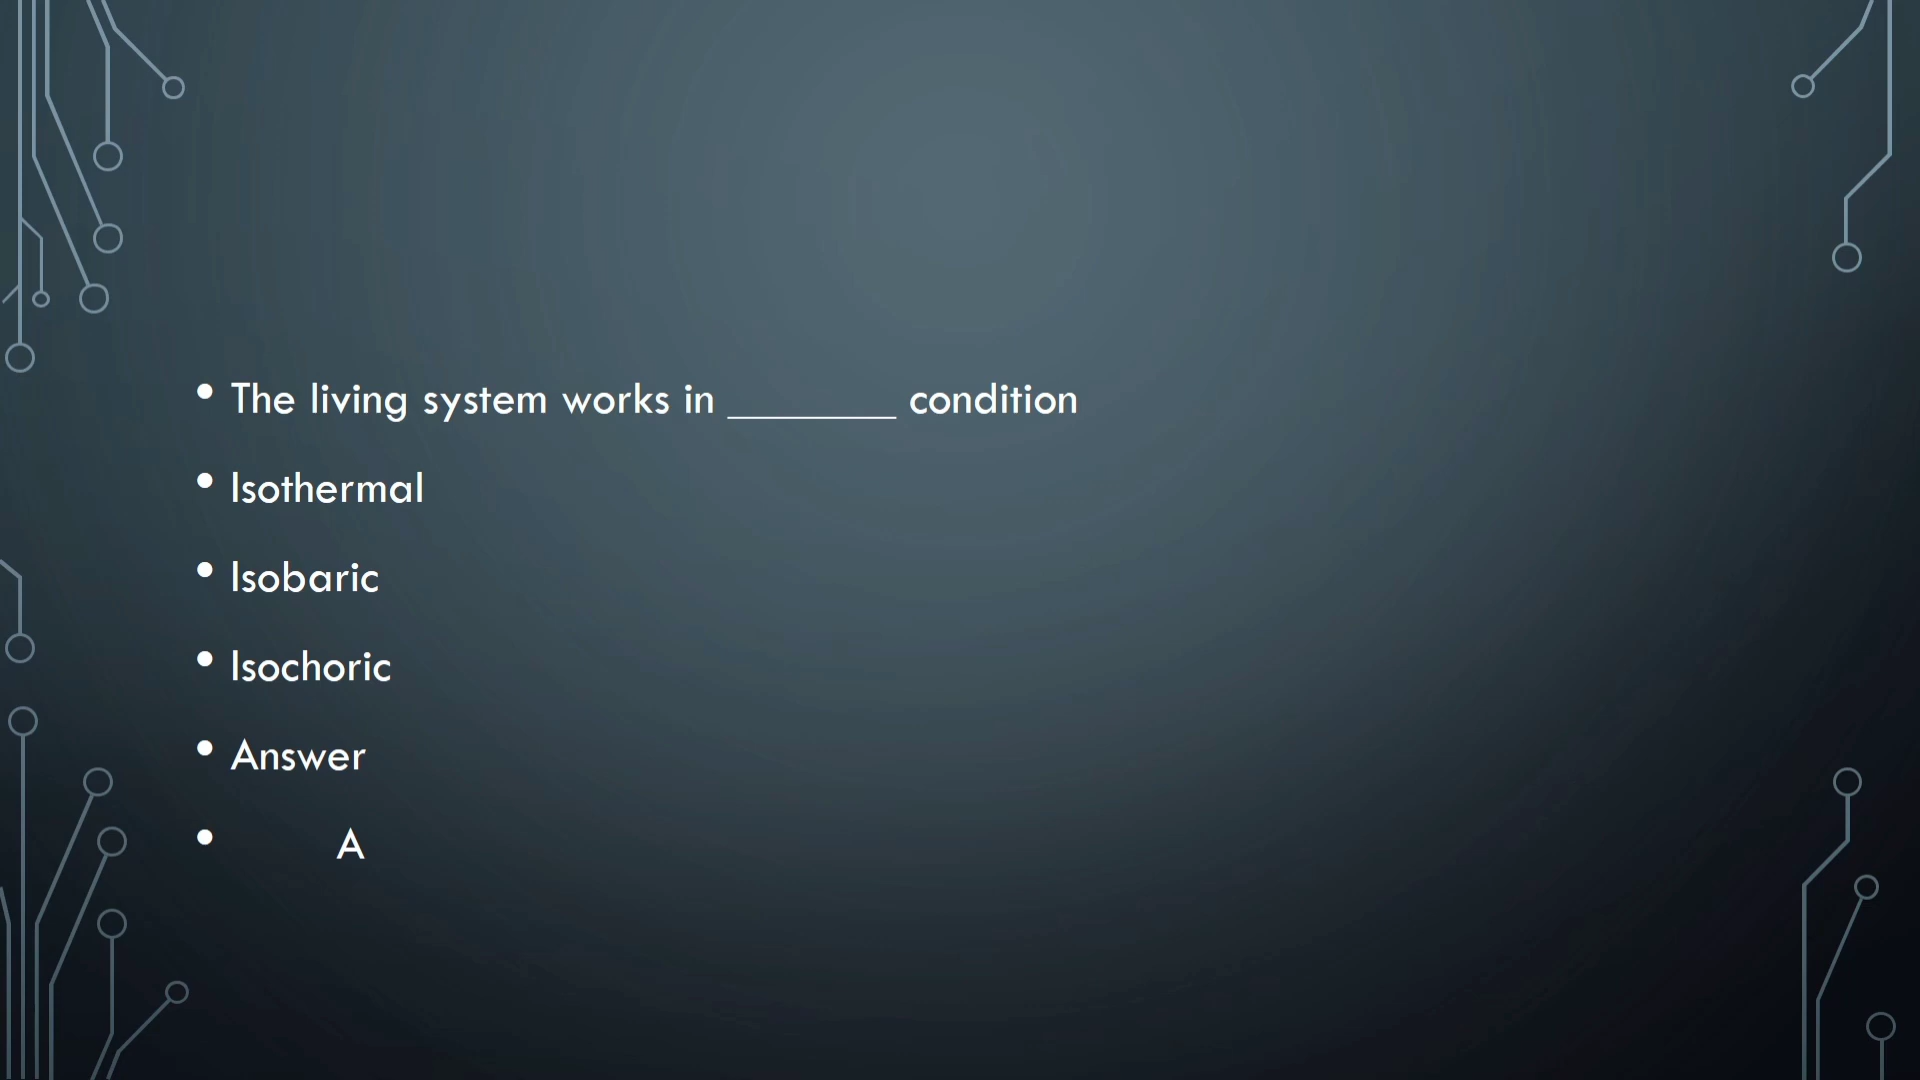 • The living system works in ________ condition
• Isothermal
• Isobaric
• Isochoric
• Answer
• A